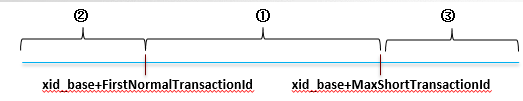 ② ① ③
xid_base+FirstNormalTransactionId xid_base+MaxShortTransactionId